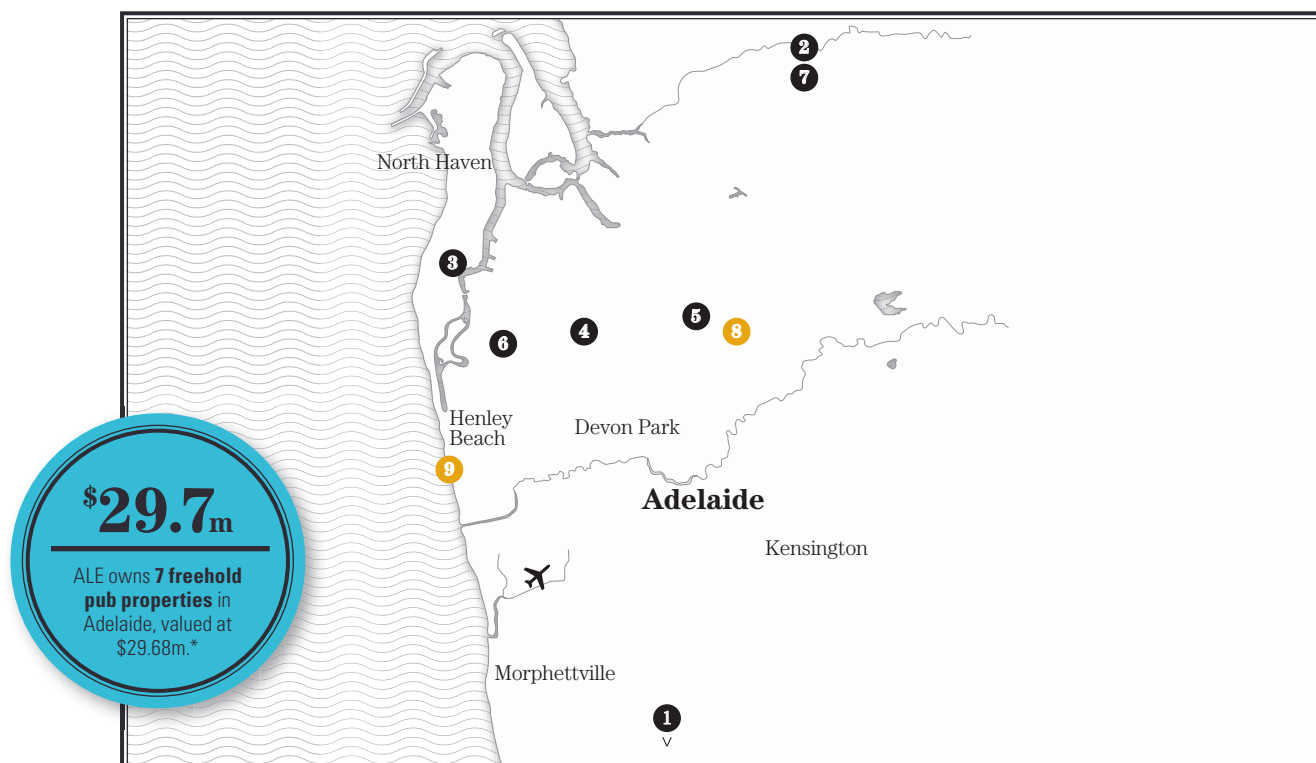 2
7
North Haven
3
5
4
8
6
Henley
Beach
Devon Park
9
$29.7m
Adelaide
Kensington
ALE owns 7 freehold
pub properties in
Adelaide, valued at
$29.68m.*
Morphettville
1